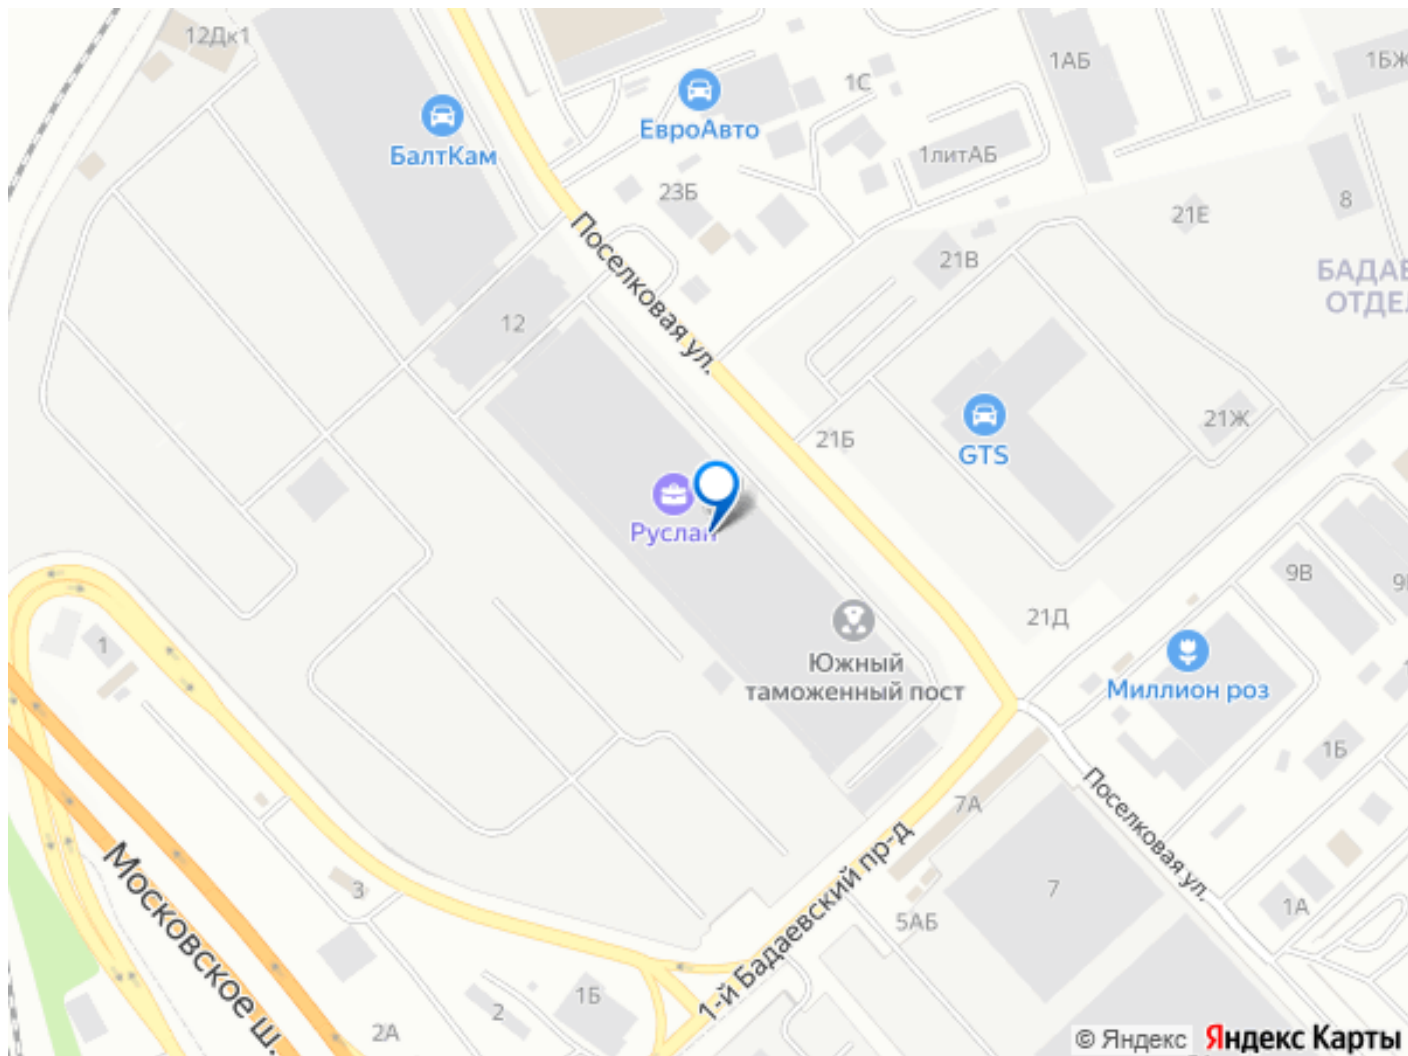 12Дк1
БалтКам
ЕвроАвто
1С
1АБ
1БЖ
1литАБ
23Б
8
21Е
21В
БАДАЕ
ОТДЕЛ
Поселковая ул.
12
21Б
GTS
21Ж
Руслан
9В
21Д
Южный
таможенный пост
Миллион роз
1
1Б
Поселковая ул.
7А
7
1А
5АБ
3
Московское ш.
1-й Бадаевский пр-д
1Б
2
2А
© Яндекс Яндекс Карты